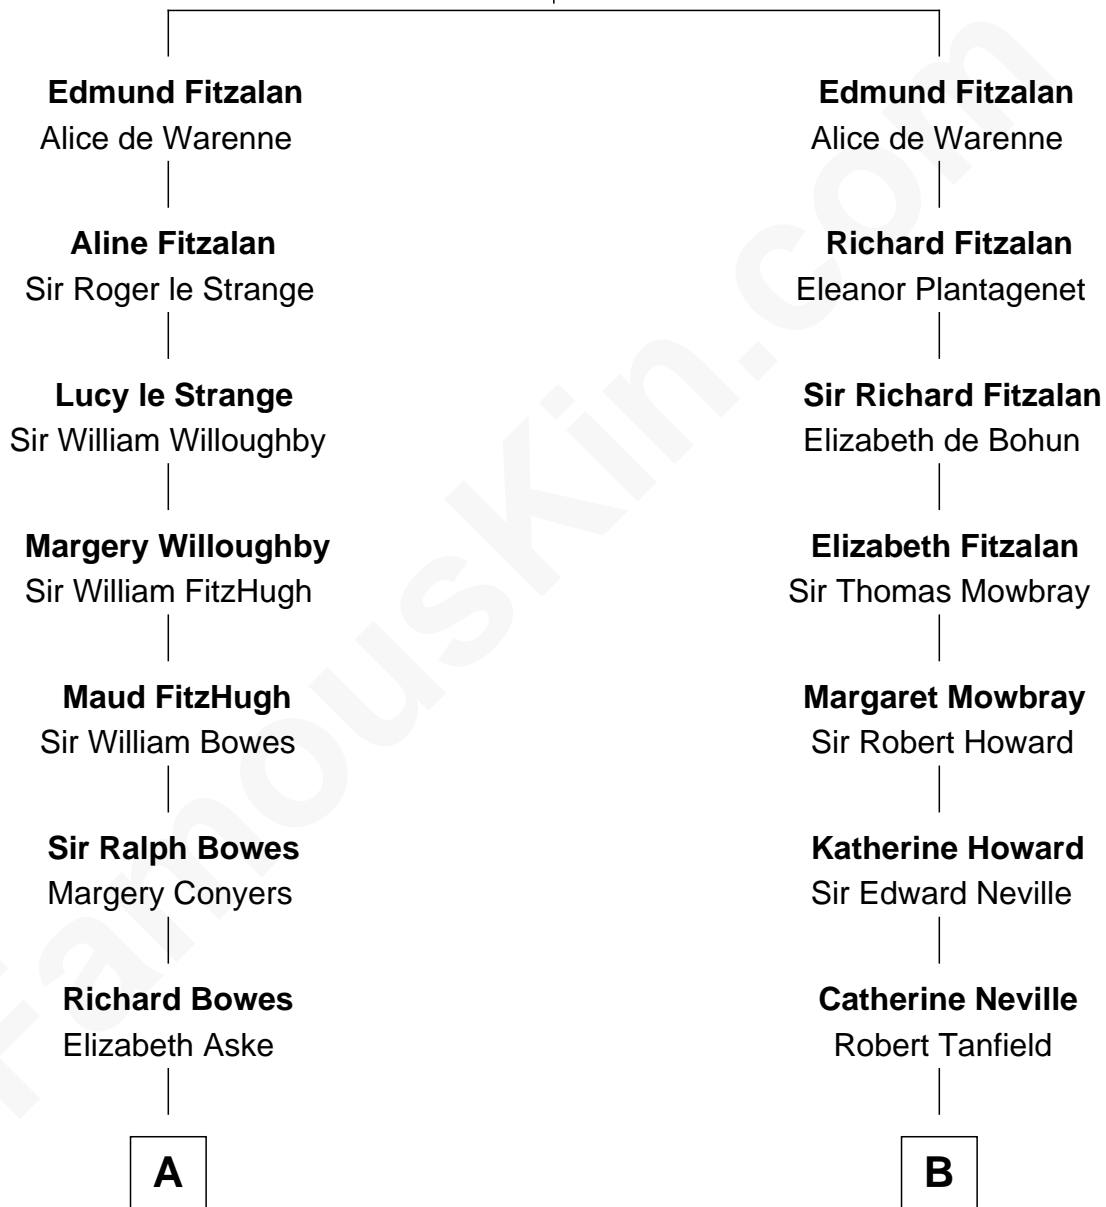 Edmund Fitzalan
Alice de Warenne
Aline Fitzalan
Sir Roger le Strange
Lucy le Strange
Sir William Willoughby
Margery Willoughby
Sir William FitzHugh
Maud FitzHugh
Sir William Bowes
Sir Ralph Bowes
Margery Conyers
Richard Bowes
Elizabeth Aske
A
Edmund Fitzalan
Alice de Warenne
Richard Fitzalan
Eleanor Plantagenet
Sir Richard Fitzalan
Elizabeth de Bohun
Elizabeth Fitzalan
Sir Thomas Mowbray
Margaret Mowbray
Sir Robert Howard
Katherine Howard
Sir Edward Neville
Catherine Neville
Robert Tanfield
B
FamousKin.com